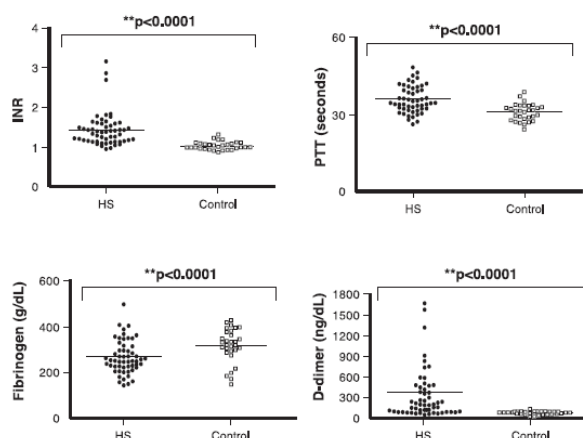 **p<0.0001
INR
4
3
2
1
0
HS
Control
**p<0.0001
PTT (seconds)
60
30
0
HS
Control
**p<0.0001
Fibrinogen (g/dL)
600
400
200
0
HS
Control
**p<0.0001
D-dimer (ng/dL)
1800
1500
1200
900
600
300
0
HS
Control